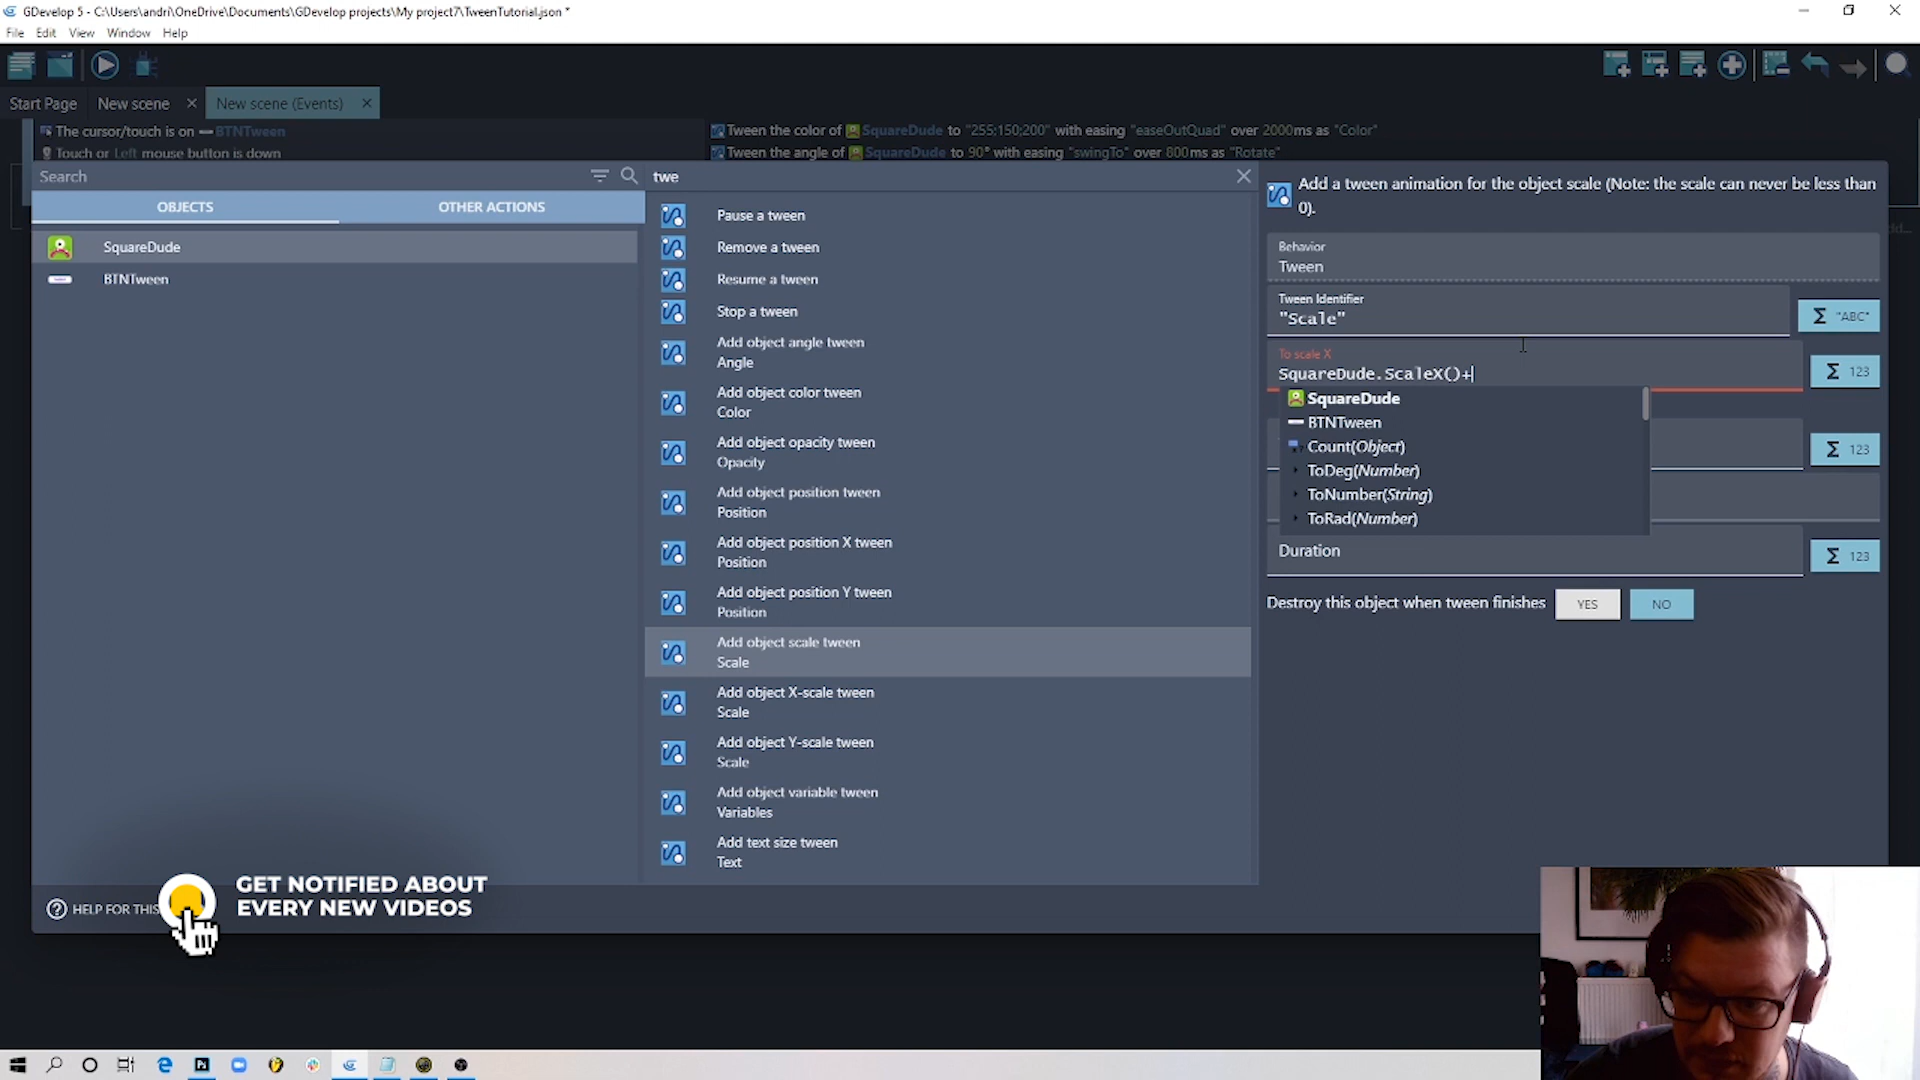 GDevelop 5 - C:\Users\andri\OneDrive\Documents\GDevelop projects\My project7\TweenTutorial.json *
File Edit View Window Help
Start Page New scene × New scene (Events) ×
The cursor/touch is on BTNTween
Tween the color of SquareDude to "255;150;200" with easing "easeOutQuad" over 2000ms as "Color"
Touch or Left mouse button is down
Tween the angle of SquareDude to 90° with easing "swingTo" over 800ms as "Rotate"
Search
twe
OBJECTS
OTHER ACTIONS
SquareDude
BTNTween
Pause a tween
Remove a tween
Resume a tween
Stop a tween
Add object angle tween
Angle
Add object color tween
Color
Add object opacity tween
Opacity
Add object position tween
Position
Add object position X tween
Position
Add object position Y tween
Position
Add object scale tween
Scale
Add object X-scale tween
Scale
Add object Y-scale tween
Scale
Add object variable tween
Variables
Add text size tween
Text
Add a tween animation for the object scale (Note: the scale can never be less than
0).
Behavior
Tween
Tween Identifier
"Scale"
Σ "ABC"
To scale X
SquareDude.ScaleX()+
Σ 123
SquareDude
BTNTween
Count(Object)
ToDeg(Number)
ToNumber(String)
ToRad(Number)
Σ 123
Duration
Σ 123
Destroy this object when tween finishes YES NO
HELP FOR THIS
GET NOTIFIED ABOUT
EVERY NEW VIDEOS